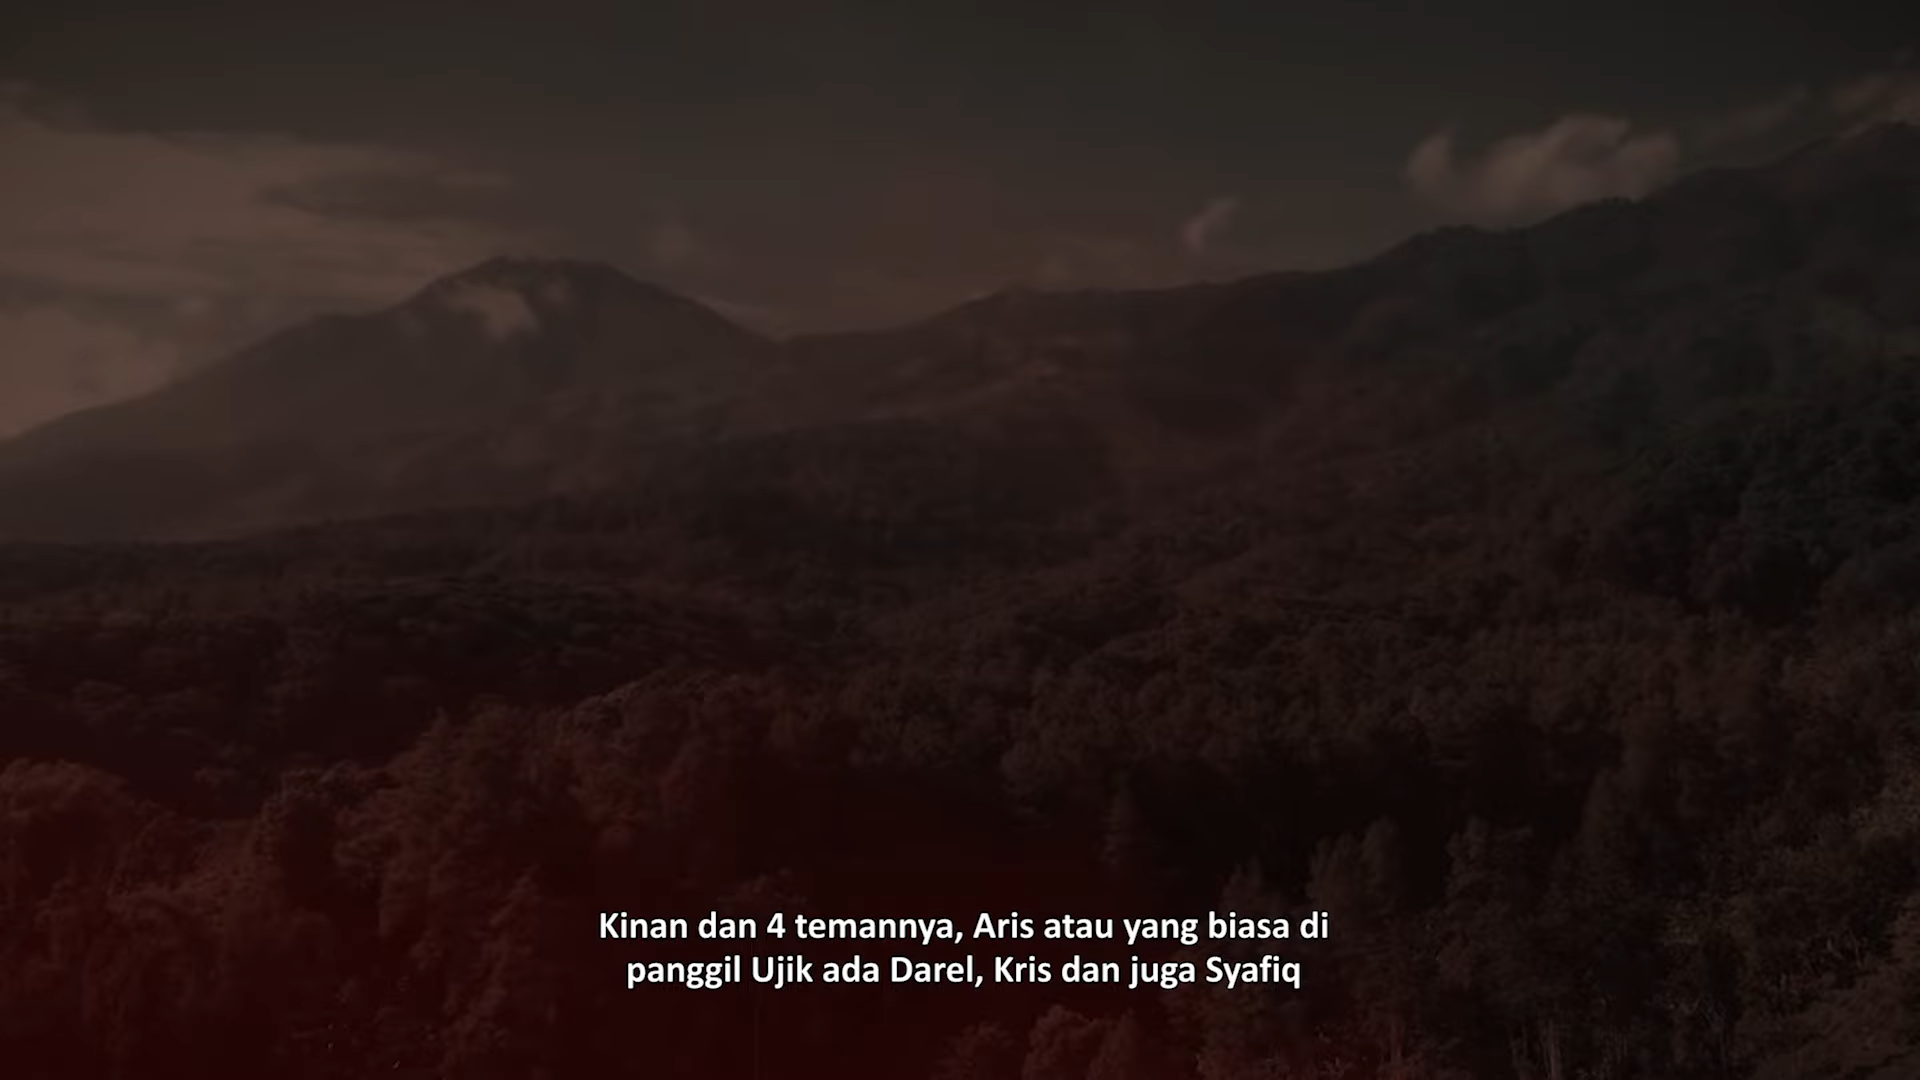 Kinan dan 4 temannya, Aris atau yang biasa di
panggil Ujik ada Darel, Kris dan juga Syafiq